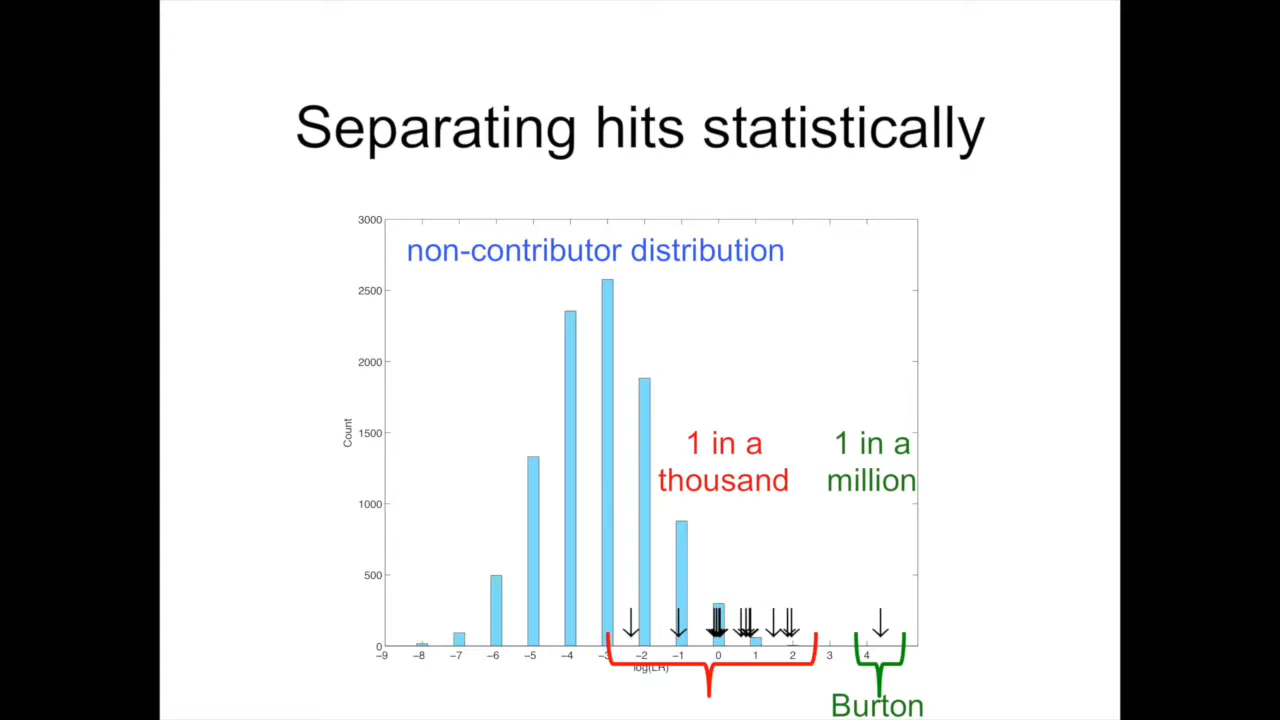 Separating hits statistically
non-contributor distribution
3000
2500
2000
1500
1000
500
0
Count
1 in a
thousand
1 in a
million
-9 -8 -7 -6 -5 -4 -3 -2 -1 0 1 2 3 4
log(LR)
Burton